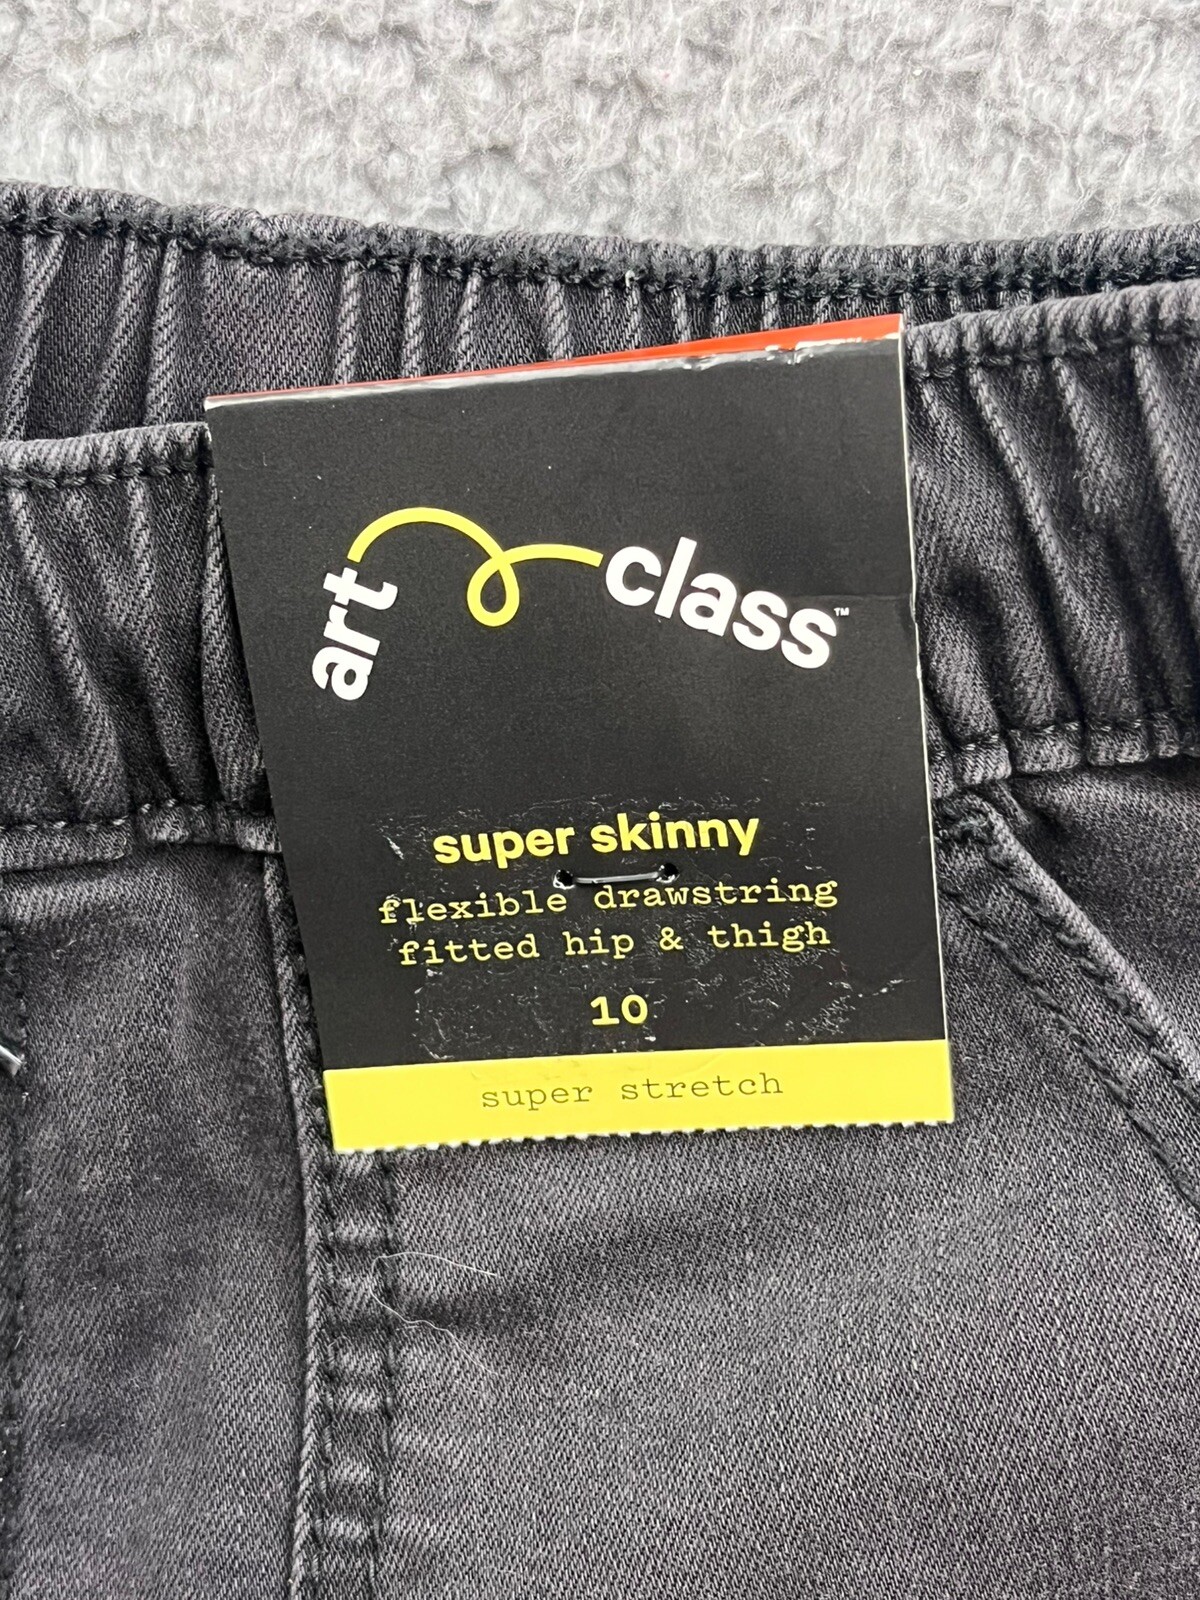 art class™
super skinny
flexible drawstring
fitted hip & thigh
10
super stretch